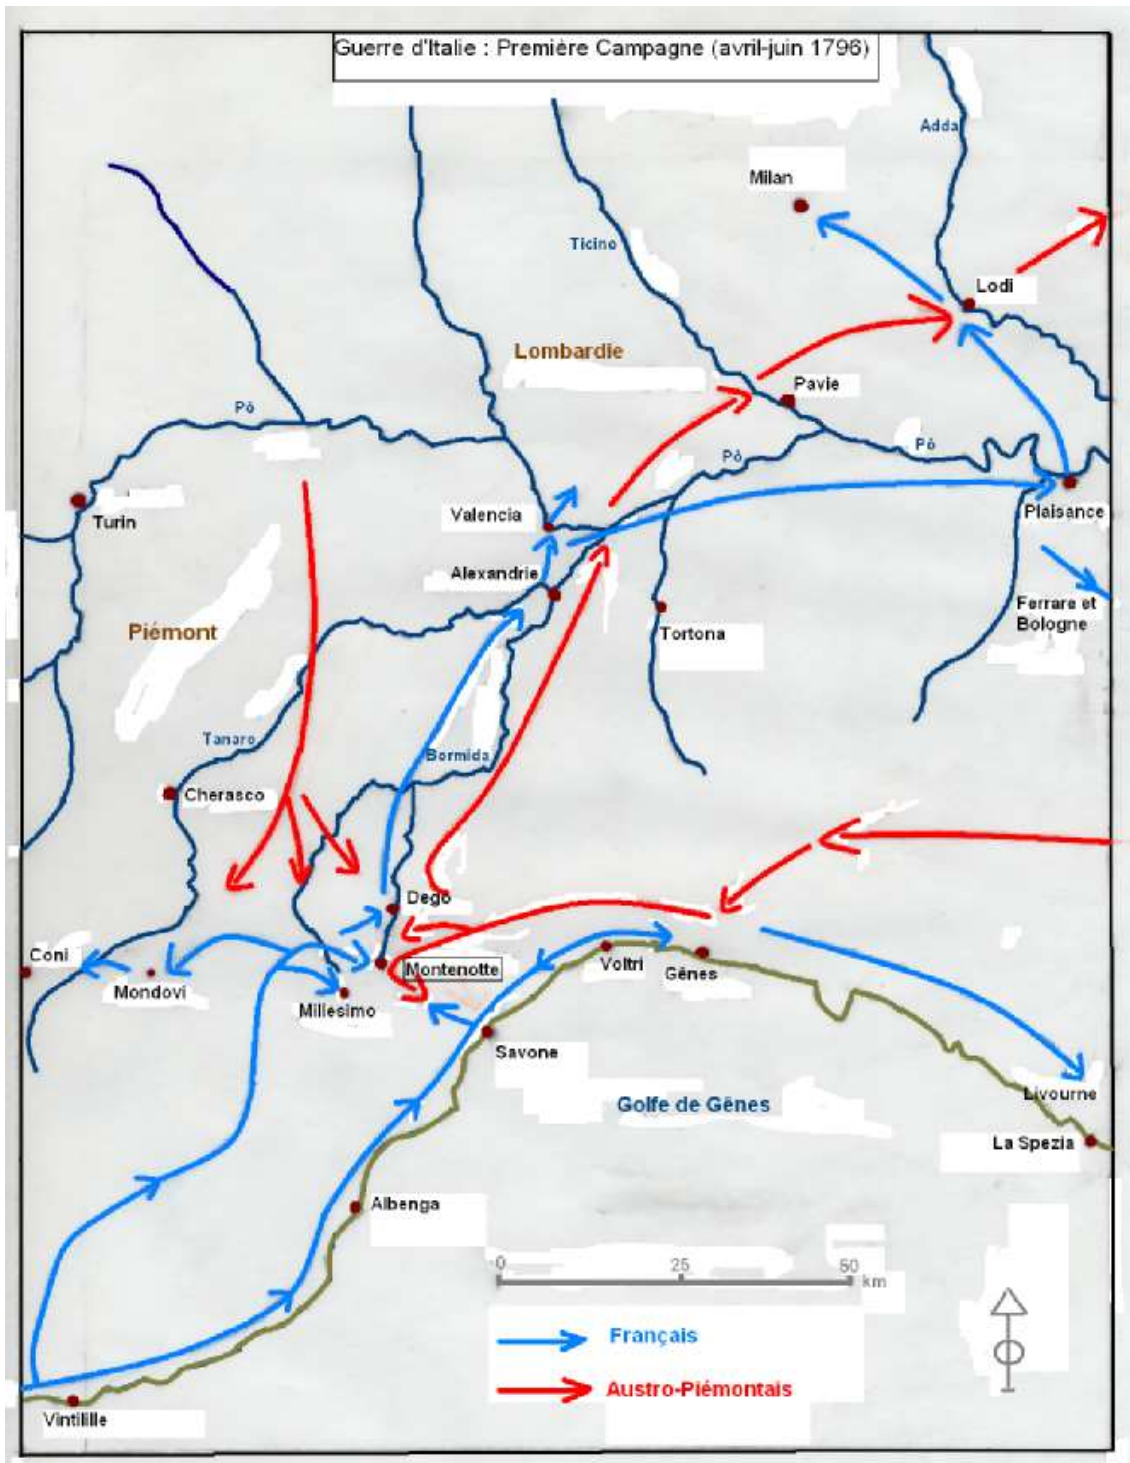 Guerre d'Italie : Première Campagne (avril-juin 1796)
Adda
Milan
Ticino
Lodi
Lombardie
Pavie
Pô
Pô
Pô
Turin
Valencia
Plaisance
Alexandrie
Ferrare et
Bologne
Piémont
Tortona
Tanaro
Bormida
Cherasco
Dego
Coni
Montenotte
Voltri
Gênes
Mondovi
Millesimo
Savone
Livourne
Golfe de Gênes
La Spezia
Albenga
0 25 50
km
Français
Austro-Piémontais
Vintilille